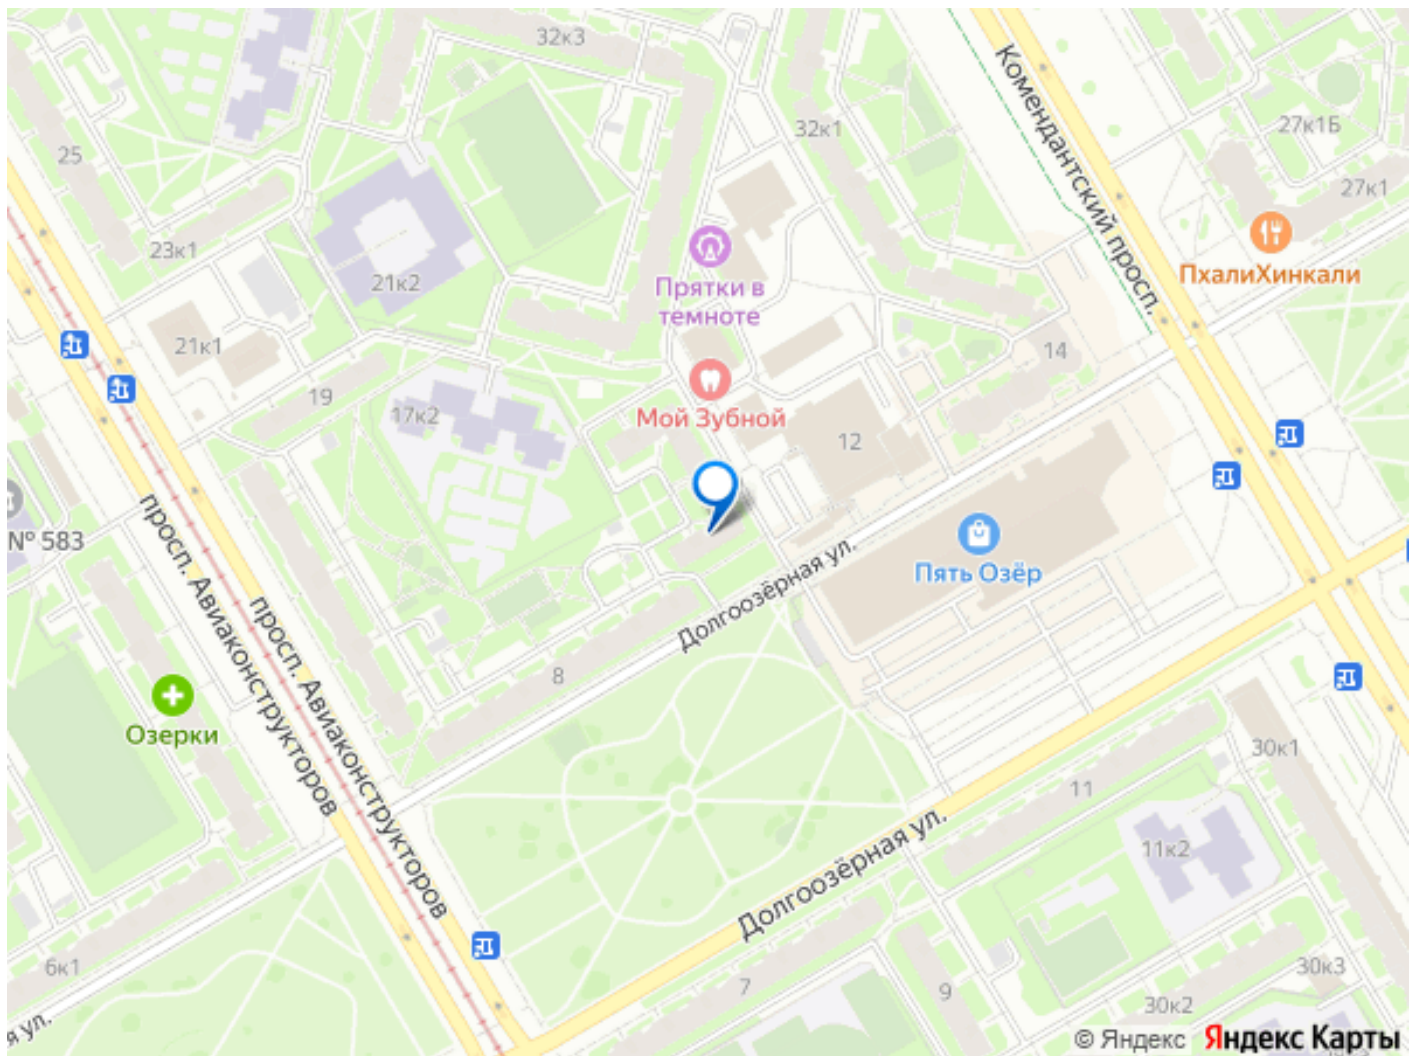 32к3
Комендантский просп.
32к1
27к1Б
25
27к1
23к1
ПхалиХинкали
21к2
Прятки в
темноте
21к1
14
19
17к2
Мой Зубной
12
№ 583
просп. Авиаконструкторов
Долгоозёрная ул.
Пять Озёр
просп. Авиаконструкторов
8
Озерки
30к1
11
Долгоозёрная ул.
11к2
6к1
7
9
30к3
30к2
я ул.
© Яндекс Яндекс Карты